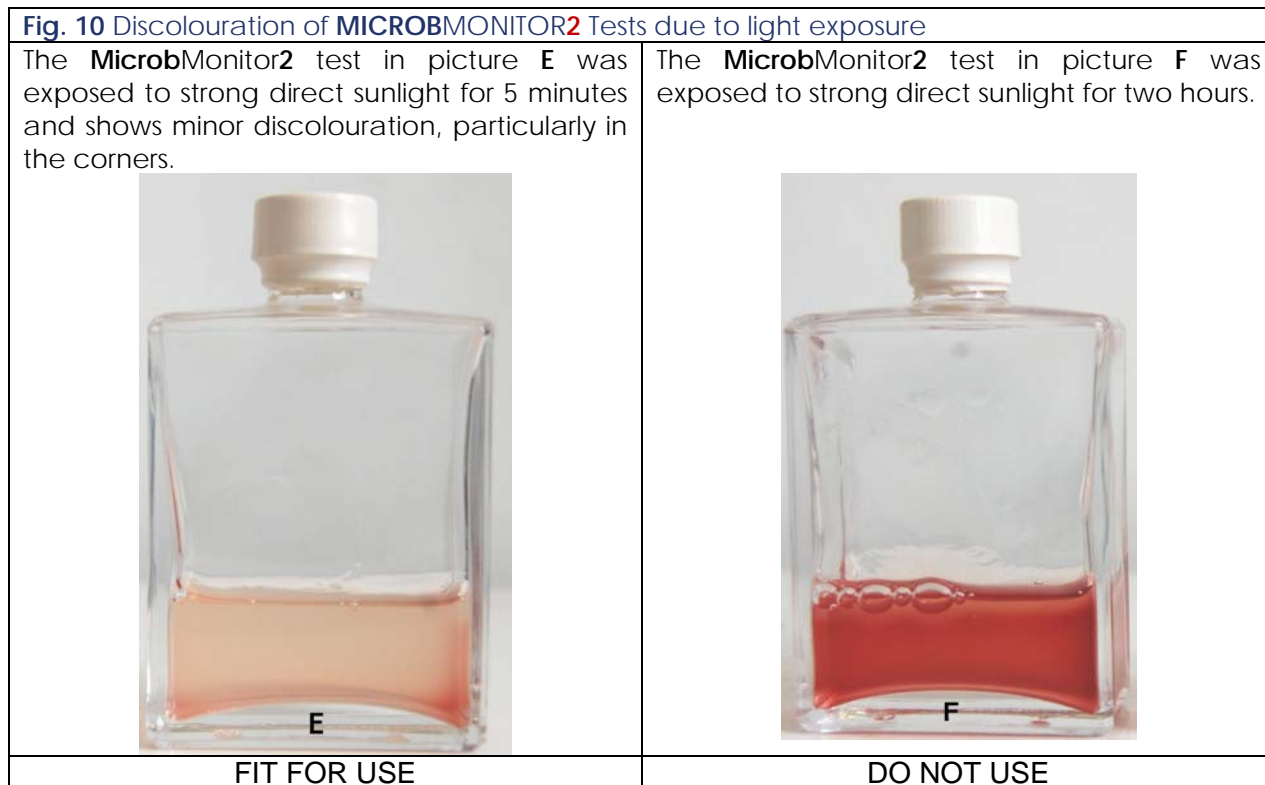 Fig. 10 Discolouration of MICROBMONITOR2 Tests due to light exposure
The MicrobMonitor2 test in picture E was
exposed to strong direct sunlight for 5 minutes
and shows minor discolouration, particularly in
the corners.
E
FIT FOR USE
The MicrobMonitor2 test in picture F was
exposed to strong direct sunlight for two hours.
F
DO NOT USE